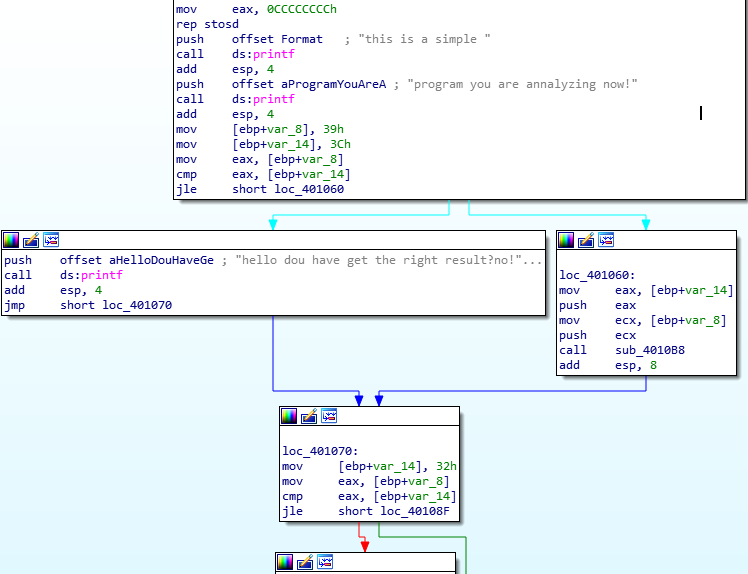 mov eax, 0CCCCCCCCh
rep stosd
push offset Format ; "this is a simple "
call ds:printf
add esp, 4
push offset aProgramYouAreA ; "program you are annalyzing now!"
call ds:printf
add esp, 4
mov [ebp+var_8], 39h
mov [ebp+var_14], 3Ch
mov eax, [ebp+var_8]
cmp eax, [ebp+var_14]
jle short loc_401060
push offset aHelloDouHaveGe ; "hello dou have get the right result?no!"...
call ds:printf
add esp, 4
jmp short loc_401070
loc_401060:
mov eax, [ebp+var_14]
push eax
mov ecx, [ebp+var_8]
push ecx
call sub_4010B8
add esp, 8
loc_401070:
mov [ebp+var_14], 32h
mov eax, [ebp+var_8]
cmp eax, [ebp+var_14]
jle short loc_40108F